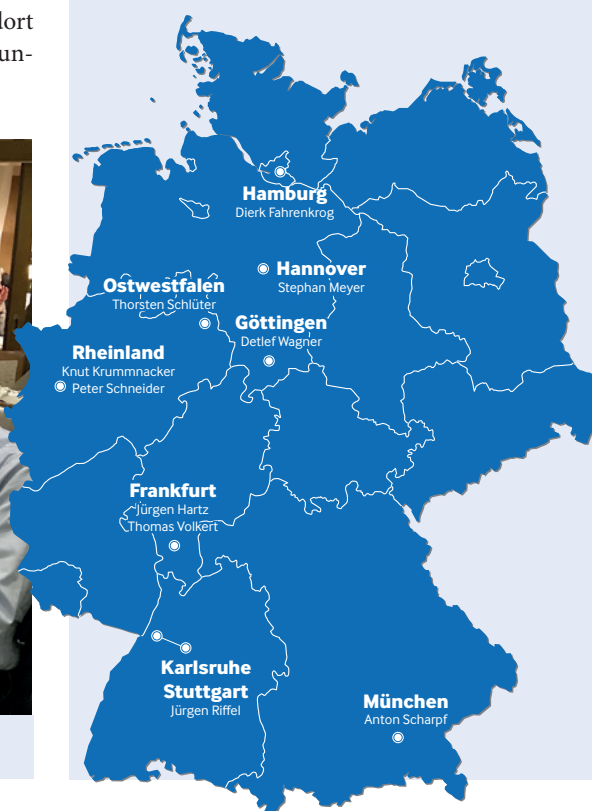 dort
un-
Hamburg
Dierk Fahrenkrog
Hannover
Stephan Meyer
Ostwestfalen
Thorsten Schlüter
Göttingen
Detlef Wagner
Rheinland
Knut Krummnacker
Peter Schneider
Frankfurt
Jürgen Hartz
Thomas Volkert
Karlsruhe
Stuttgart
Jürgen Riffel
München
Anton Scharpf